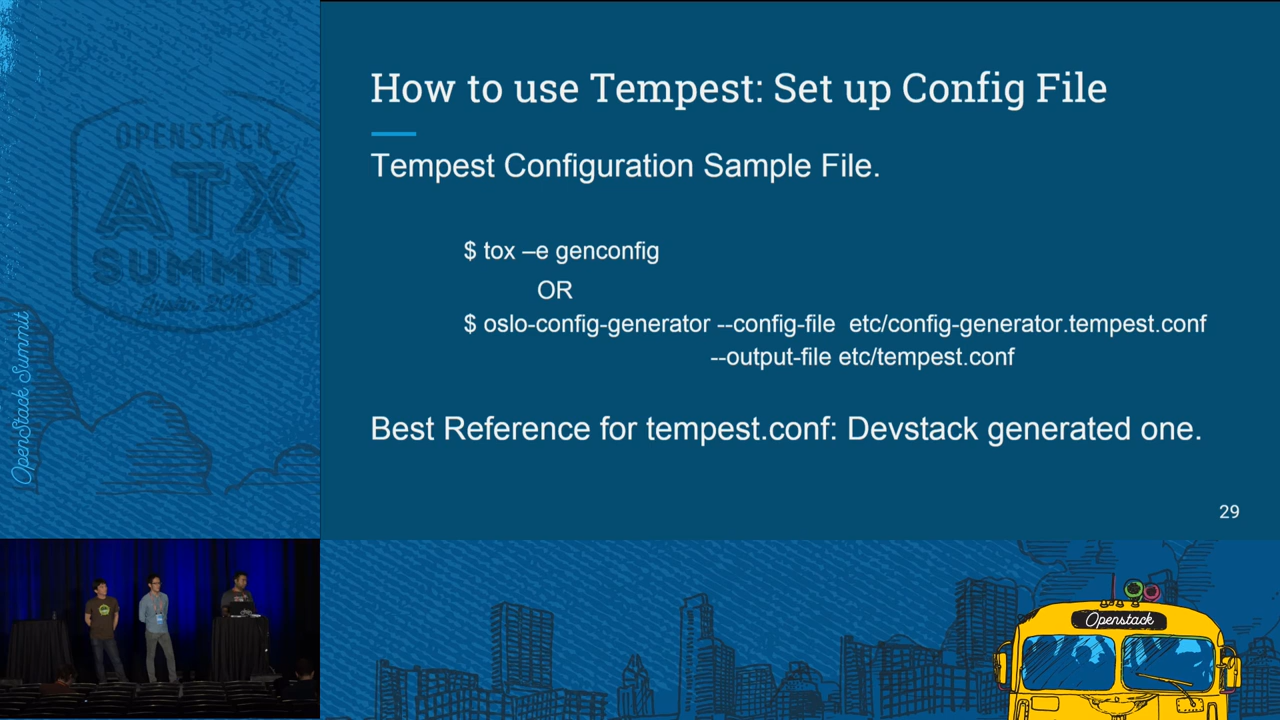 How to use Tempest: Set up Config File
Tempest Configuration Sample File.
$ tox –e genconfig
OR
$ oslo-config-generator --config-file etc/config-generator.tempest.conf
--output-file etc/tempest.conf
Best Reference for tempest.conf: Devstack generated one.
29
OPENSTACK
ATX
SUMMIT
Austin 2016
OpenStack Summit
Openstack